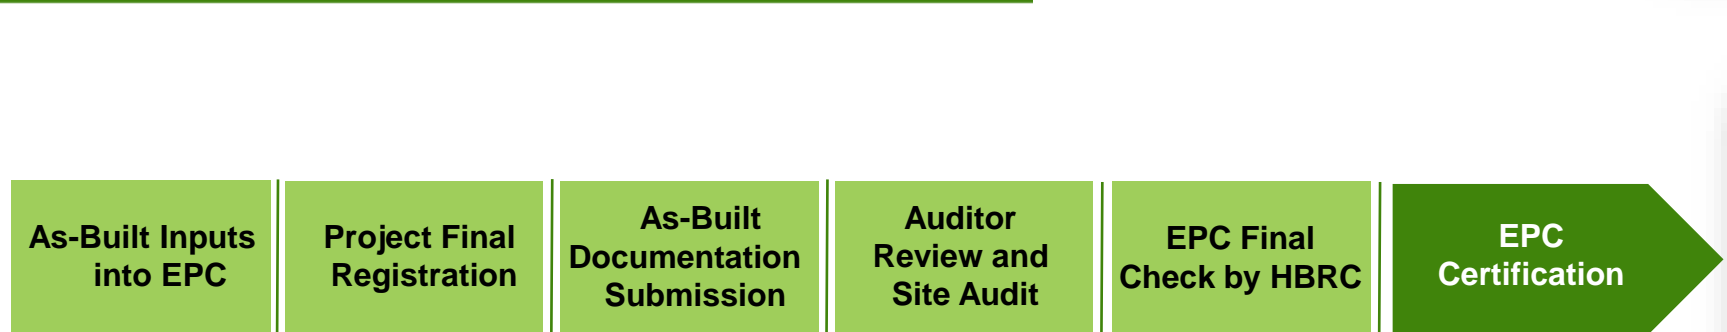 As-Built Inputs
into EPC
Project Final
Registration
As-Built
Documentation
Submission
Auditor
Review and
Site Audit
EPC Final
Check by HBRC
EPC
Certification